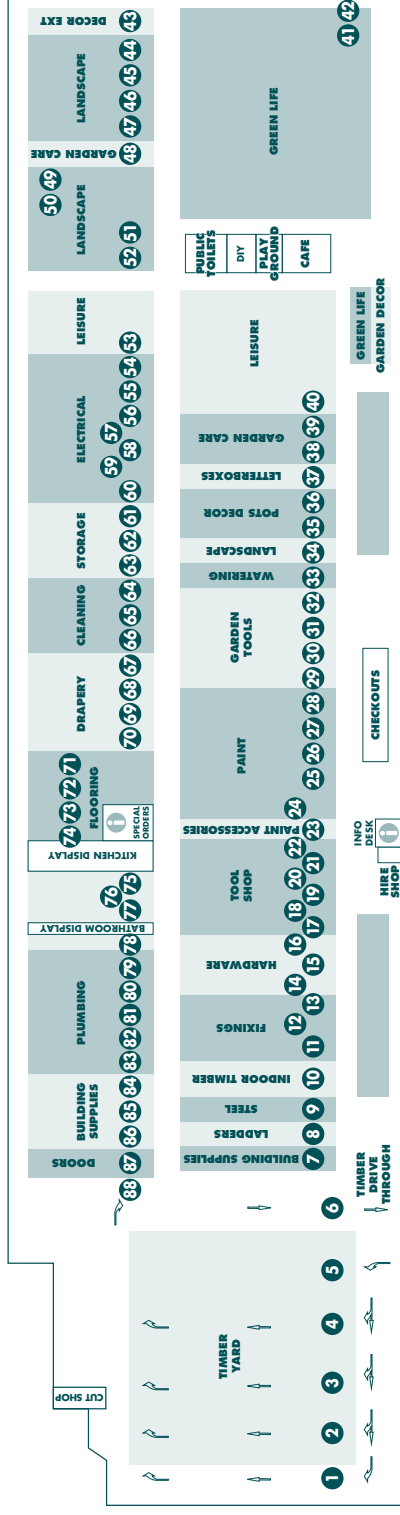 DECOR EXT
43
LANDSCAPE
44
45
46
47
GARDEN CARE
48
LANDSCAPE
49
50
51
52
GREEN LIFE
41
42
PUBLIC
TOILETS
DIY
PLAY
GROUND
CAFE
LEISURE
53
ELECTRICAL
54
55
56
57
58
59
60
STORAGE
61
62
63
CLEANING
64
65
66
DRAPERY
67
68
69
70
FLOORING
71
72
73
74
SPECIAL
ORDERS
i
KITCHEN DISPLAY
75
76
77
BATHROOM DISPLAY
78
PLUMBING
79
80
81
82
83
BUILDING
SUPPLIES
84
85
86
DOORS
87
88
LEISURE
40
GARDEN CARE
39
38
LETTERBOXES
37
POTS DECOR
36
35
LANDSCAPE
34
WATERING
33
GARDEN
TOOLS
32
31
30
29
PAINT
28
27
26
25
24
PAINT ACCESSORIES
23
TOOL
SHOP
22
21
20
19
18
17
HARDWARE
16
15
14
FIXINGS
13
12
11
INDOOR TIMBER
10
STEEL
9
LADDERS
8
BUILDING SUPPLIES
7
GREEN LIFE
GARDEN DECOR
CHECKOUTS
INFO
DESK
i
HIRE
SHOP
TIMBER
DRIVE
THROUGH
6
5
4
3
2
1
TIMBER
YARD
CUT SHOP